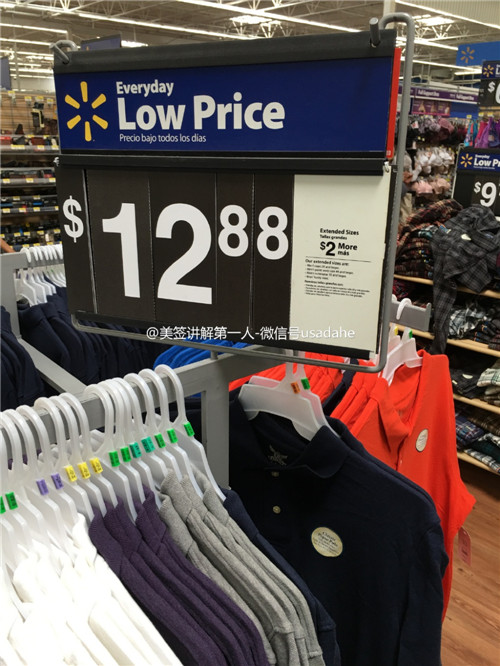 Everyday
Low Price
Precio bajo todos los días
$12.88
Extended Sizes
Tallas grandes
$2 More
más
@美签讲解第一人-微信号usadahe
Low Pr
$9